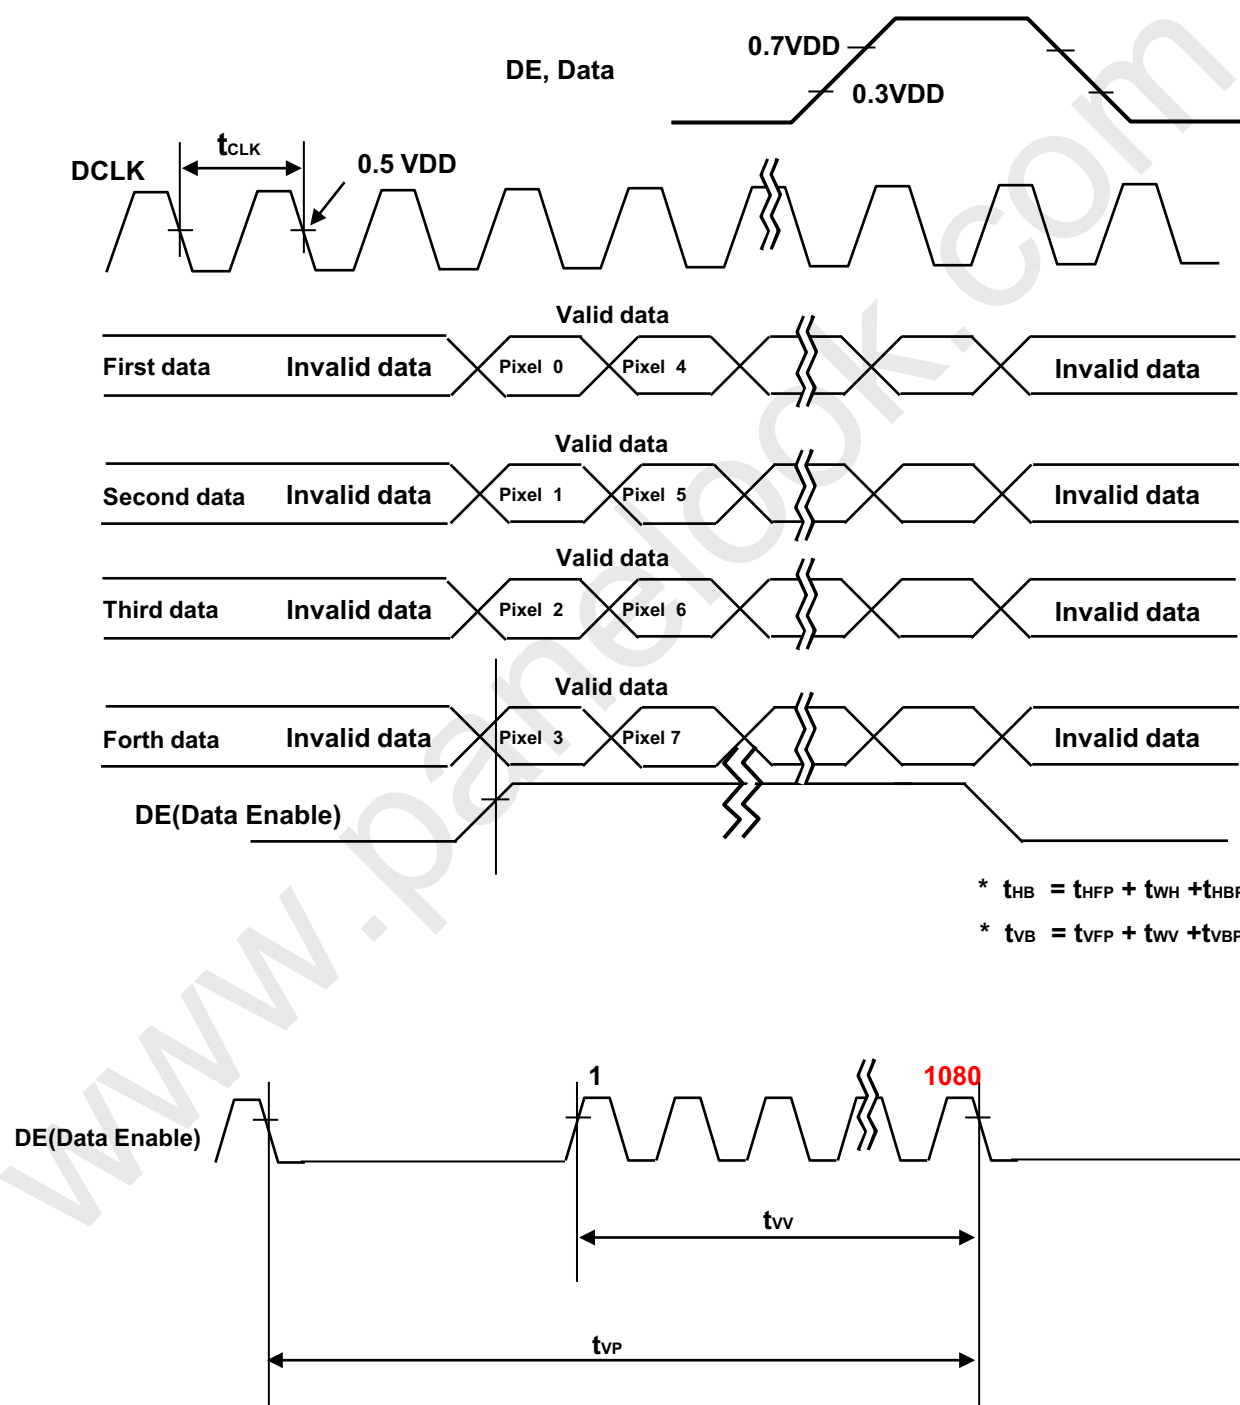 0.7VDD
DE, Data
0.3VDD
tCLK
DCLK
0.5 VDD
Valid data
First data Invalid data Pixel 0 Pixel 4 Invalid data
Valid data
Second data Invalid data Pixel 1 Pixel 5 Invalid data
Valid data
Third data Invalid data Pixel 2 Pixel 6 Invalid data
Valid data
Forth data Invalid data Pixel 3 Pixel 7 Invalid data
DE(Data Enable)
* tHB = tHFP + tWH +tHBP
* tVB = tVFP + tWV +tVBP
1 1080
DE(Data Enable)
tVV
tVP
www.panelook.com